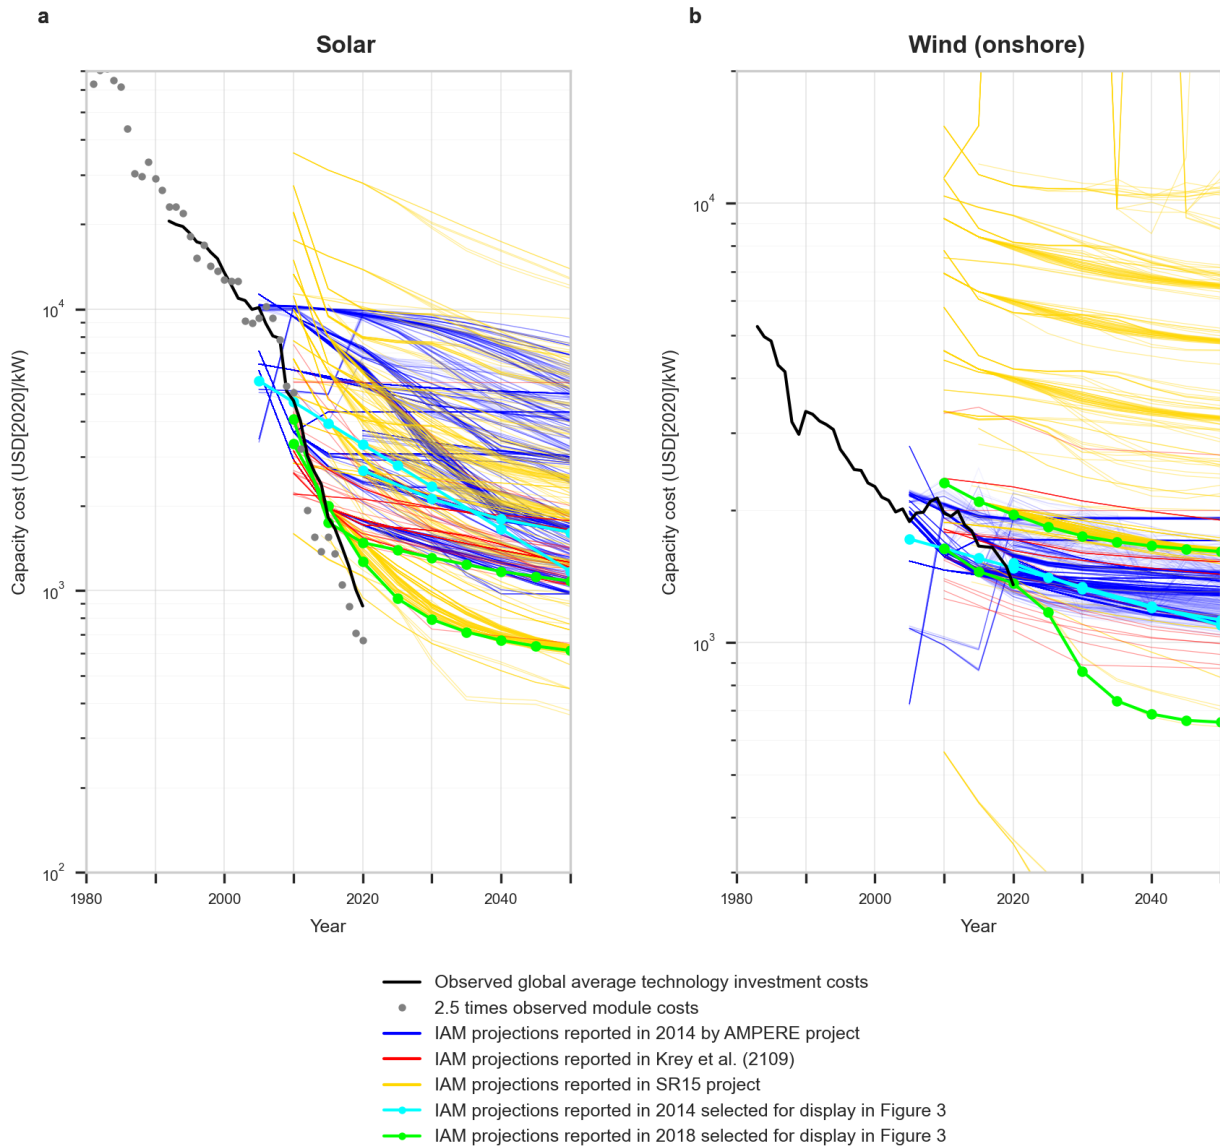 a
Solar
b
Wind (onshore)
Capacity cost (USD[2020]/kW)
10^4
10^3
10^2
1980
2000
2020
2040
Year
Capacity cost (USD[2020]/kW)
10^4
10^3
1980
2000
2020
2040
Year
Observed global average technology investment costs
2.5 times observed module costs
IAM projections reported in 2014 by AMPERE project
IAM projections reported in Krey et al. (2109)
IAM projections reported in SR15 project
IAM projections reported in 2014 selected for display in Figure 3
IAM projections reported in 2018 selected for display in Figure 3